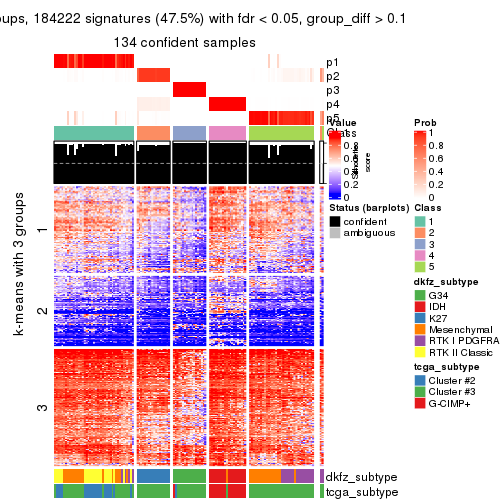 oups, 184222 signatures (47.5%) with fdr < 0.05, group_diff > 0.1
134 confident samples
p1
p2
p3
p4
p5
Class
Silhouette
score
k-means with 3 groups
1
2
3
dkfz_subtype
tcga_subtype
Value
1
0.8
0.6
0.4
0.2
0
Prob
1
0.8
0.6
0.4
0.2
0
Status (barplots)
confident
ambiguous
Class
1
2
3
4
5
dkfz_subtype
G34
IDH
K27
Mesenchymal
RTK I PDGFRA
RTK II Classic
tcga_subtype
Cluster #2
Cluster #3
G-CIMP+